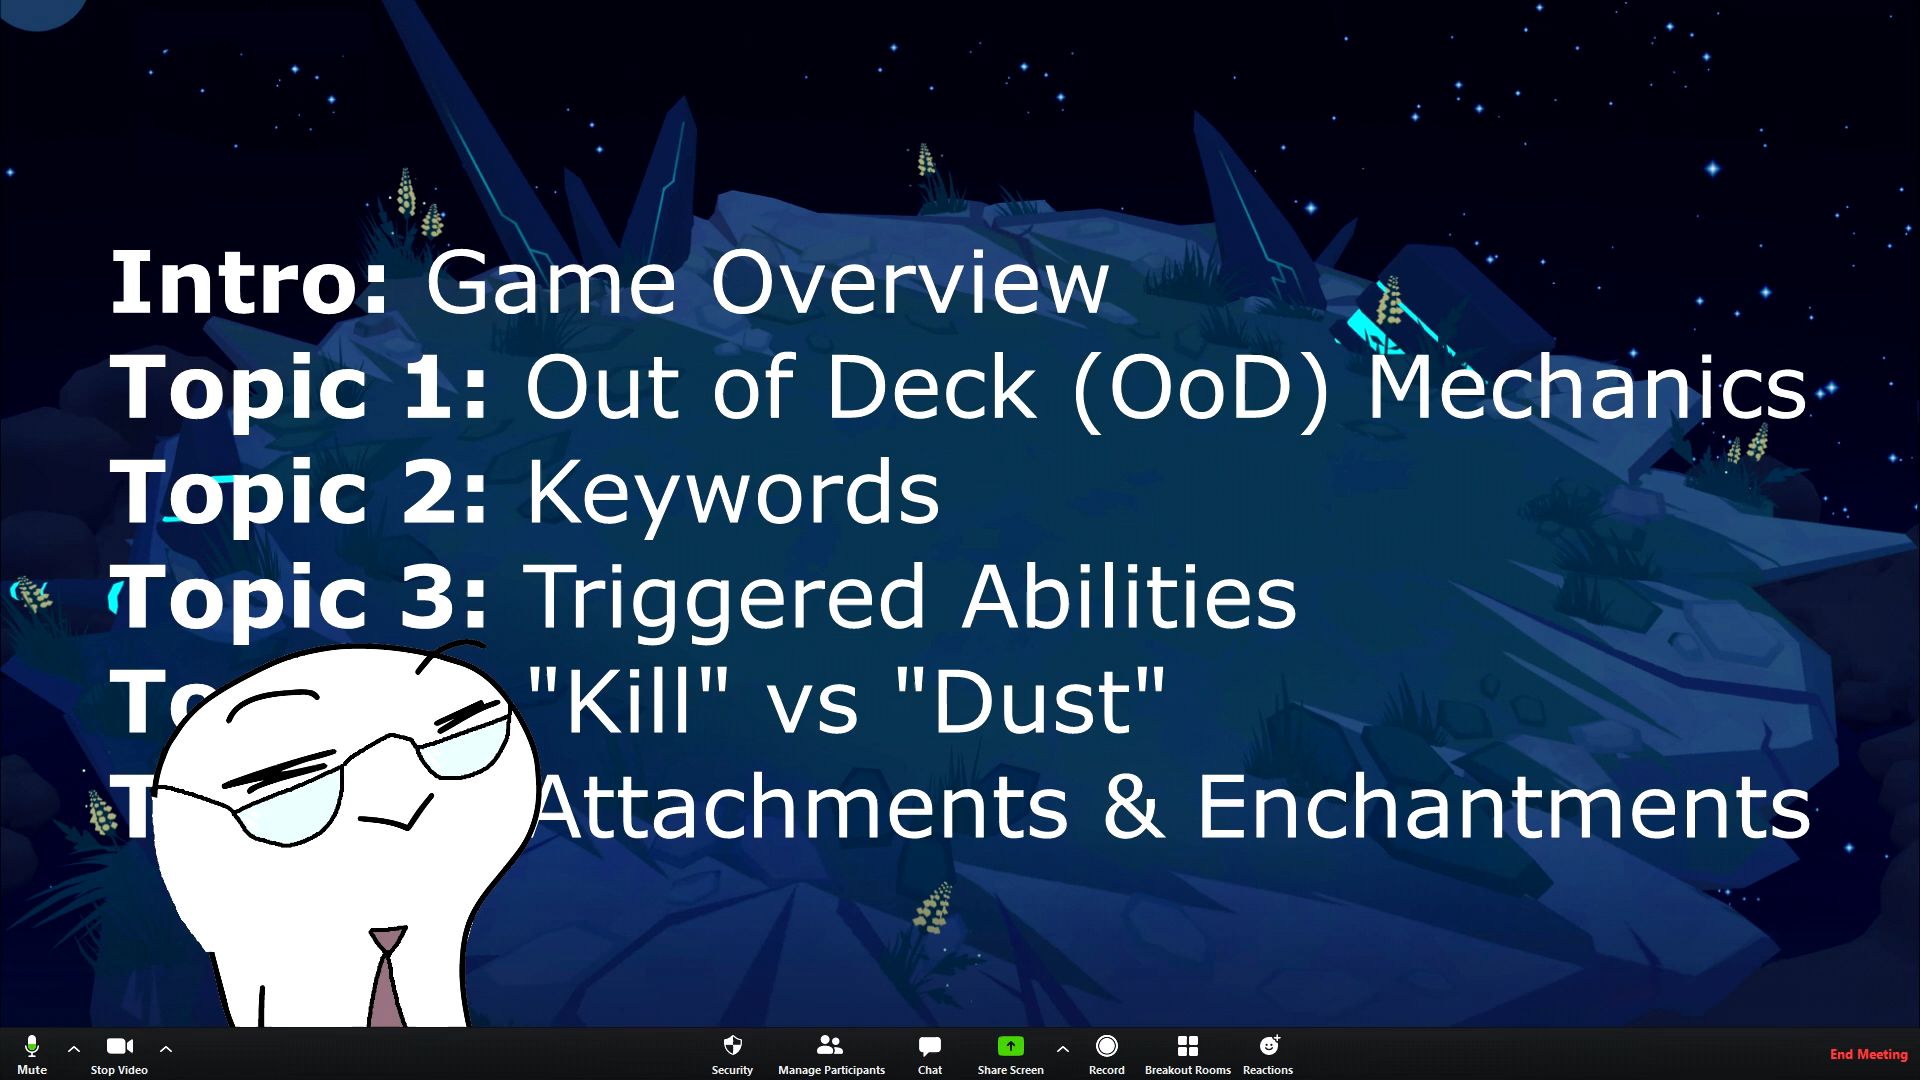 Intro: Game Overview
Topic 1: Out of Deck (OoD) Mechanics
Topic 2: Keywords
Topic 3: Triggered Abilities
"Kill" vs "Dust"
Attachments & Enchantments
Mute
Stop Video
Security
Manage Participants
Chat
Share Screen
Record
Breakout Rooms
Reactions
End Meeting